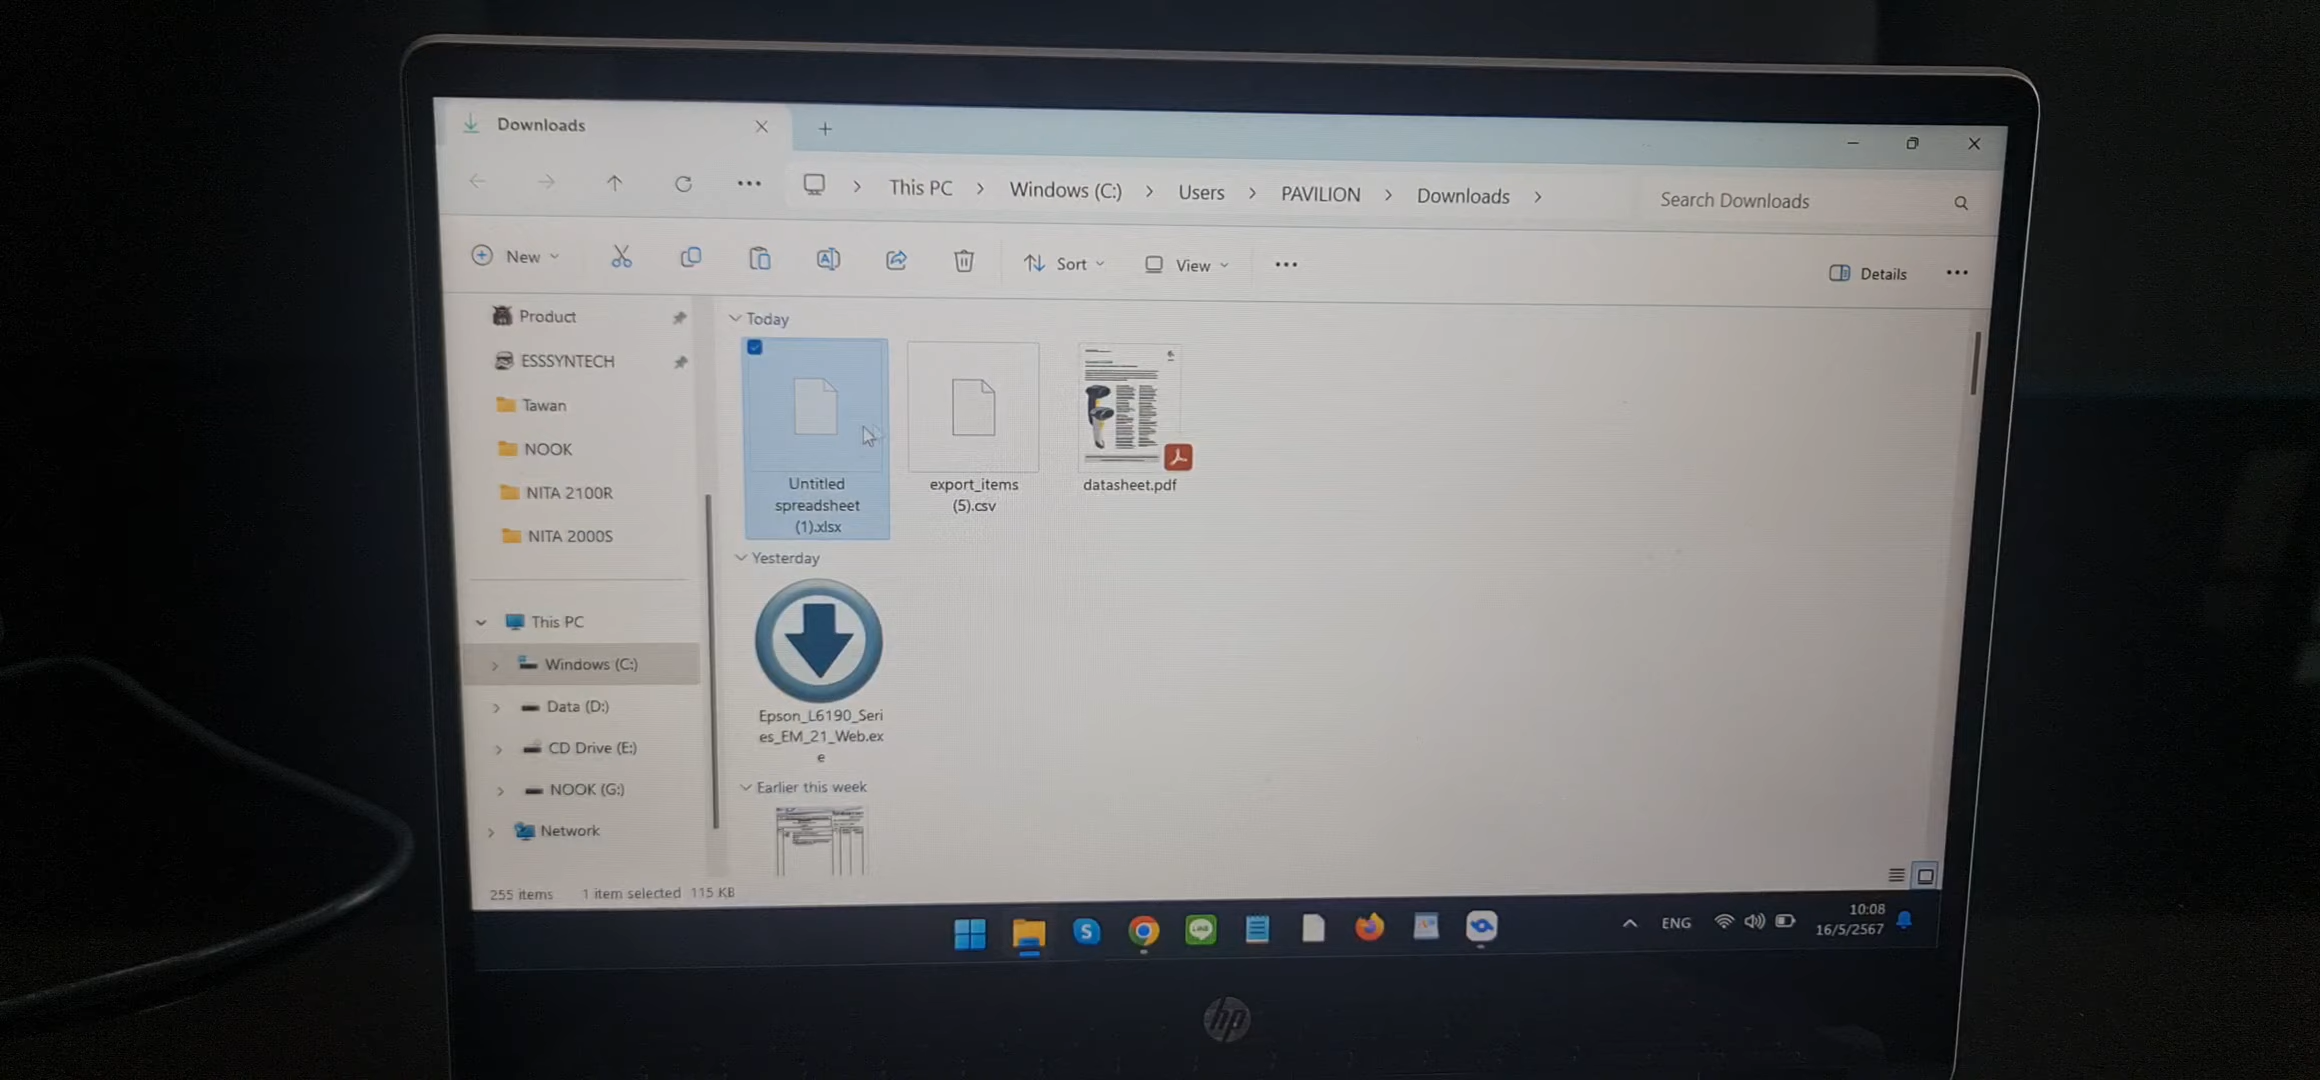 Downloads
This PC > Windows (C:) > Users > PAVILION > Downloads >
Search Downloads
New
Sort
View
Details
Product
ESSSYNTECH
Tawan
NOOK
NITA 2100R
NITA 2000S
This PC
Windows (C:)
Data (D:)
CD Drive (E:)
NOOK (G:)
Network
Today
Untitled
spreadsheet
(1).xlsx
export_items
(5).csv
datasheet.pdf
Yesterday
Epson_L6190_Seri
es_EM_21_Web.ex
e
Earlier this week
255 items 1 item selected 115 KB
ENG
10:08
16/5/2567
hp